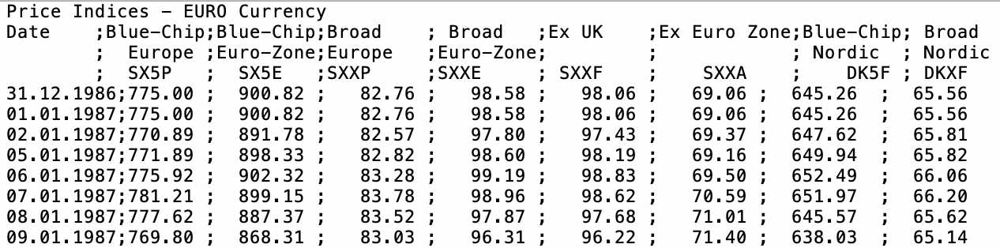 Price Indices - EURO Currency
Date    ;Blue-Chip;Blue-Chip;Broad    ; Broad   ;Ex UK    ;Ex Euro Zone;Blue-Chip; Broad
        ;  Europe ;Euro-Zone;Europe   ;Euro-Zone;         ;            ; Nordic  ; Nordic
        ;  SX5P   ;  SX5E   ;SXXP     ;SXXE     ; SXXF    ;    SXXA    ;    DK5F ; DKXF
31.12.1986;775.00 ;  900.82 ;   82.76 ;   98.58 ;   98.06 ;   69.06 ;  645.26  ;  65.56
01.01.1987;775.00 ;  900.82 ;   82.76 ;   98.58 ;   98.06 ;   69.06 ;  645.26  ;  65.56
02.01.1987;770.89 ;  891.78 ;   82.57 ;   97.80 ;   97.43 ;   69.37 ;  647.62  ;  65.81
05.01.1987;771.89 ;  898.33 ;   82.82 ;   98.60 ;   98.19 ;   69.16 ;  649.94  ;  65.82
06.01.1987;775.92 ;  902.32 ;   83.28 ;   99.19 ;   98.83 ;   69.50 ;  652.49  ;  66.06
07.01.1987;781.21 ;  899.15 ;   83.78 ;   98.96 ;   98.62 ;   70.59 ;  651.97  ;  66.20
08.01.1987;777.62 ;  887.37 ;   83.52 ;   97.87 ;   97.68 ;   71.01 ;  645.57  ;  65.62
09.01.1987;769.80 ;  868.31 ;   83.03 ;   96.31 ;   96.22 ;   71.40 ;  638.03  ;  65.14